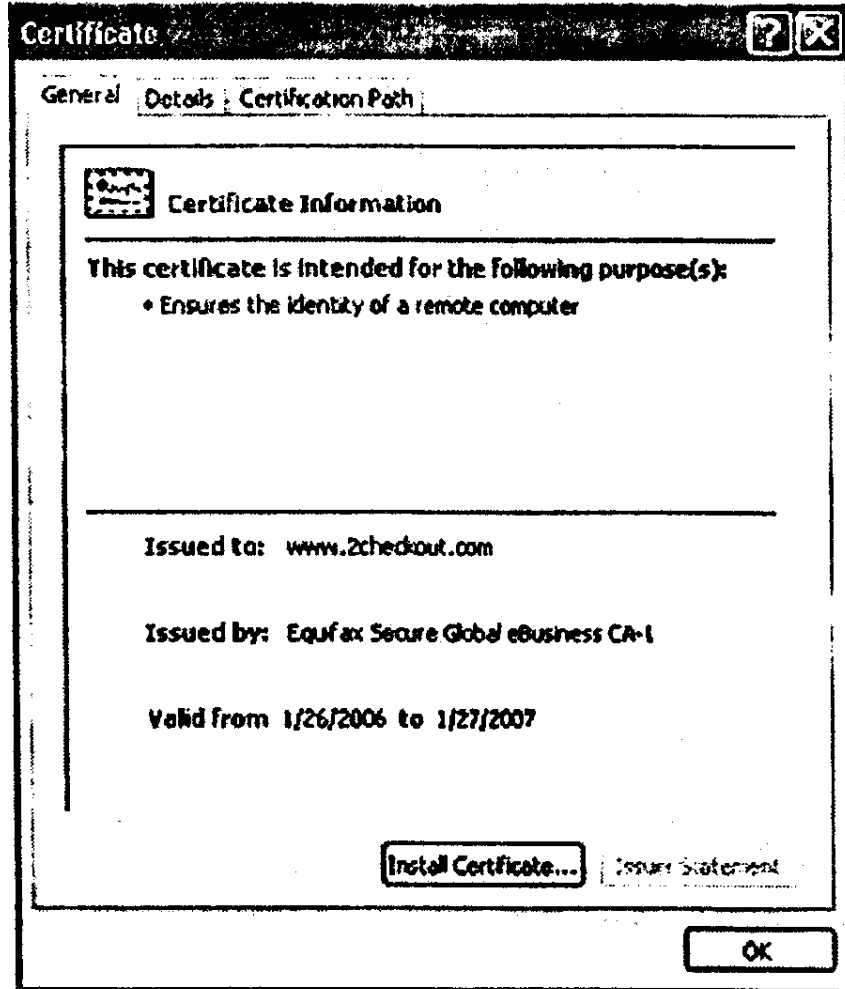 Certificate
General Details Certification Path
Certificate Information
This certificate is intended for the following purpose(s):
• Ensures the identity of a remote computer
Issued to: www.2checkout.com
Issued by: Equifax Secure Global eBusiness CA-1
Valid from 1/26/2006 to 1/27/2007
Install Certificate... Issuer Statement
OK